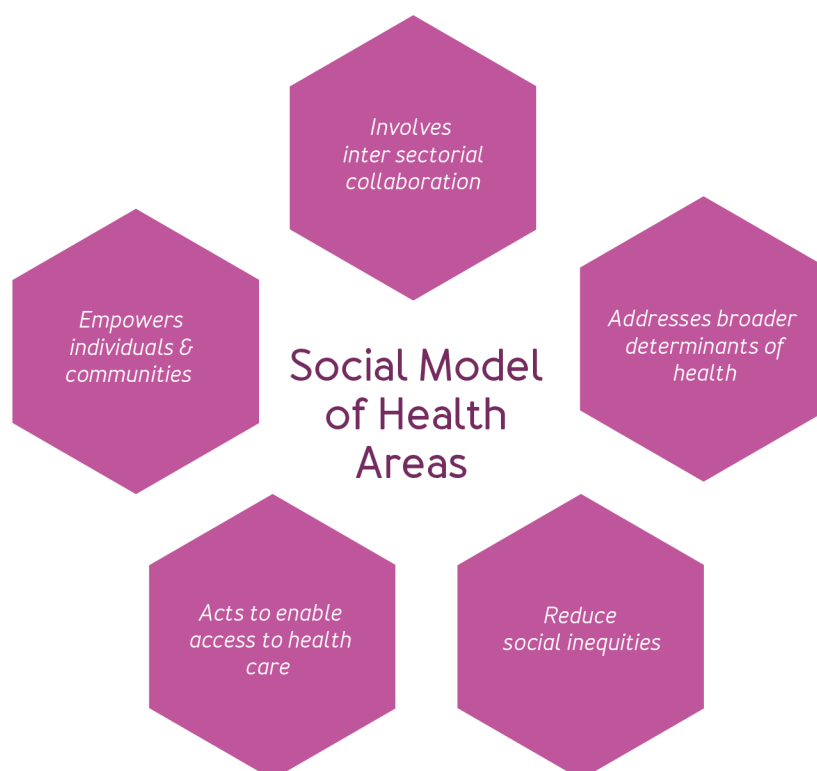 Involves
inter sectorial
collaboration
Empowers
individuals &
communities
Addresses broader
determinants of
health
Social Model
of Health
Areas
Acts to enable
access to health
care
Reduce
social inequities